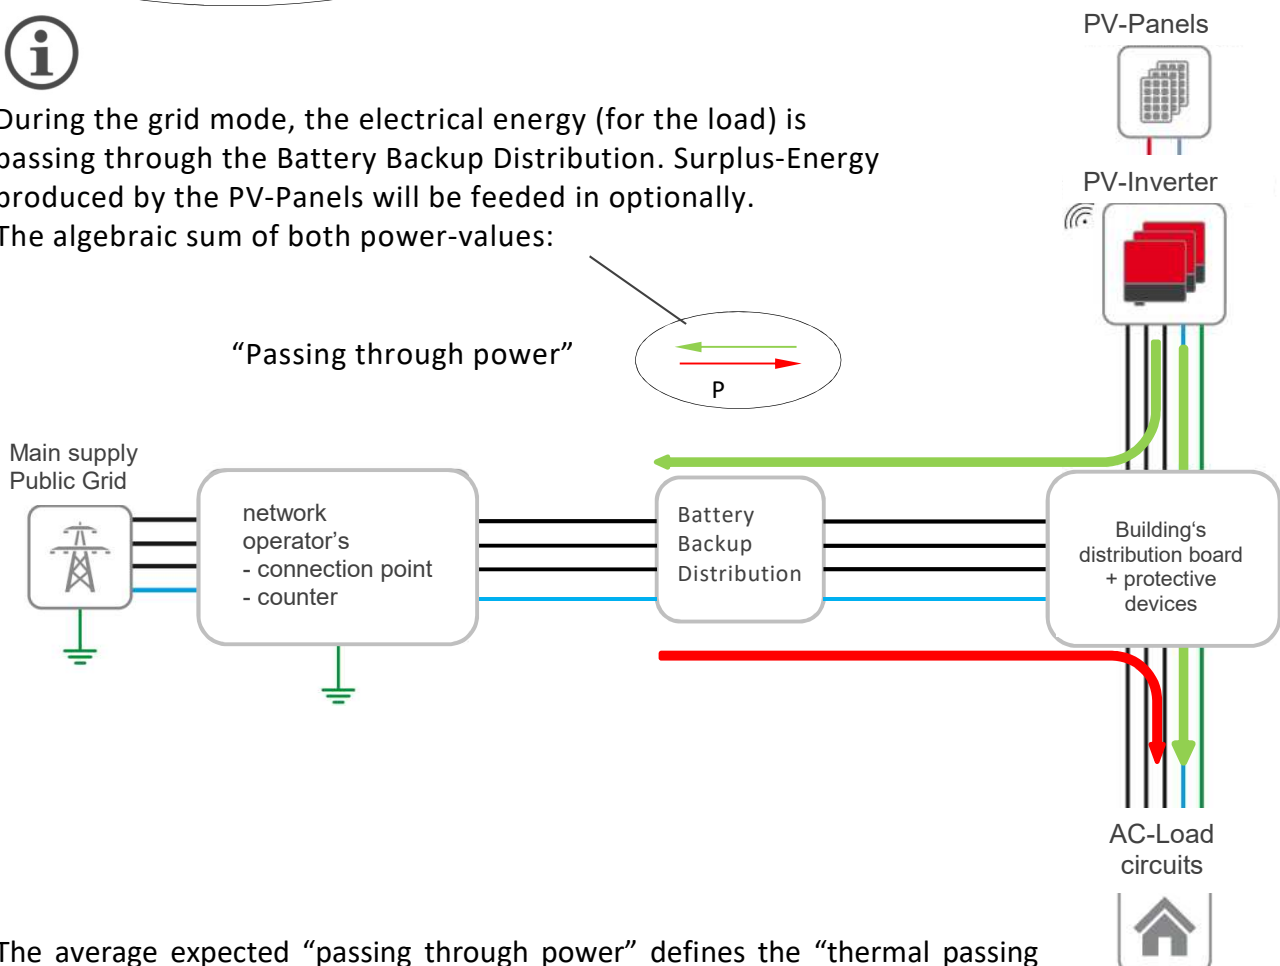 PV-Panels
During the grid mode, the electrical energy (for the load) is
passing through the Battery Backup Distribution. Surplus-Energy
produced by the PV-Panels will be feeded in optionally.
The algebraic sum of both power-values:
PV-Inverter
“Passing through power”
P
Main supply
Public Grid
network
operator's
- connection point
- counter
Battery
Backup
Distribution
Building‘s
distribution board
+ protective
devices
AC-Load
circuits
The average expected “passing through power” defines the “thermal passing